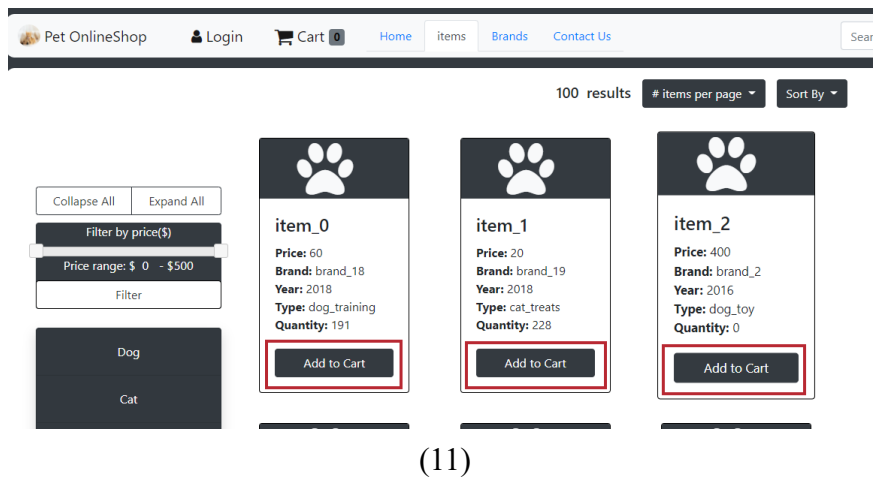 Pet OnlineShop Login Cart 0 Home items Brands Contact Us Sear
100 results # items per page Sort By
Collapse All Expand All
Filter by price($)
Price range: $ 0 - $500
Filter
Dog
Cat
item_0
Price: 60
Brand: brand_18
Year: 2018
Type: dog_training
Quantity: 191
Add to Cart
item_1
Price: 20
Brand: brand_19
Year: 2018
Type: cat_treats
Quantity: 228
Add to Cart
item_2
Price: 400
Brand: brand_2
Year: 2016
Type: dog_toy
Quantity: 0
Add to Cart
(11)